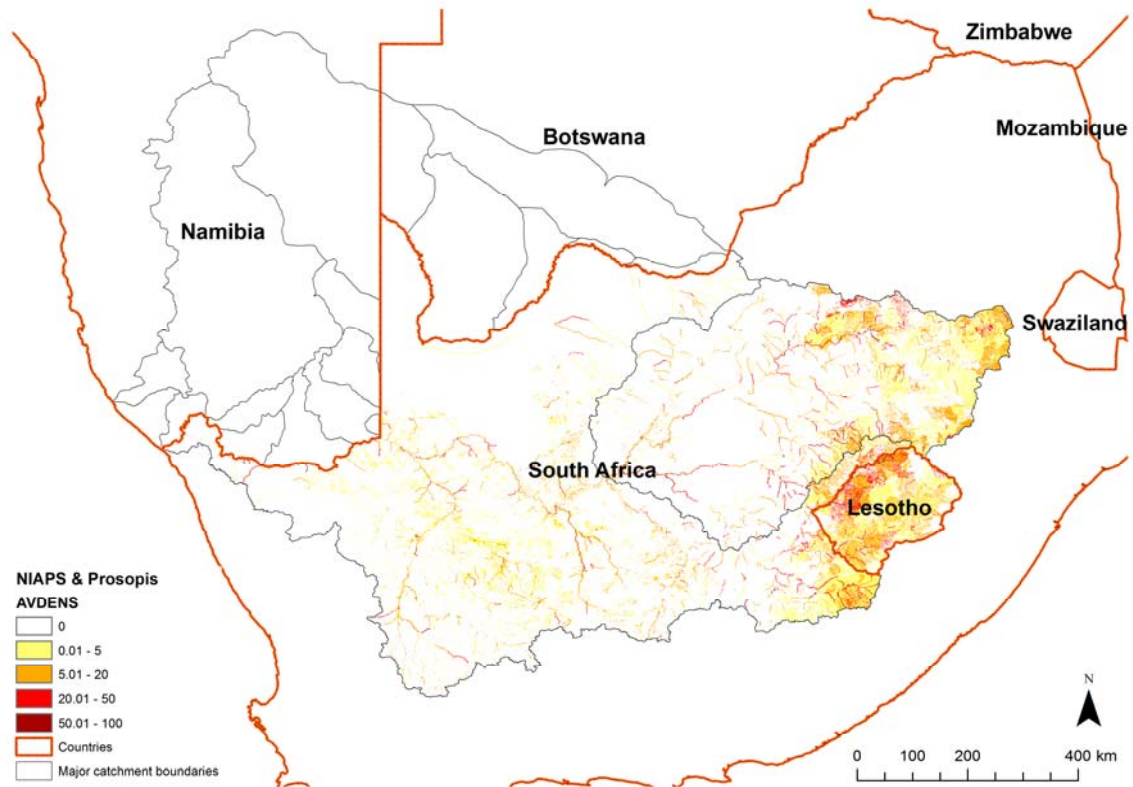 Zimbabwe
Mozambique
Botswana
Namibia
Swaziland
South Africa
Lesotho
NIAPS & Prosopis
AVDENS
0
0.01 - 5
5.01 - 20
20.01 - 50
50.01 - 100
Countries
Major catchment boundaries
N
0 100 200 400 km